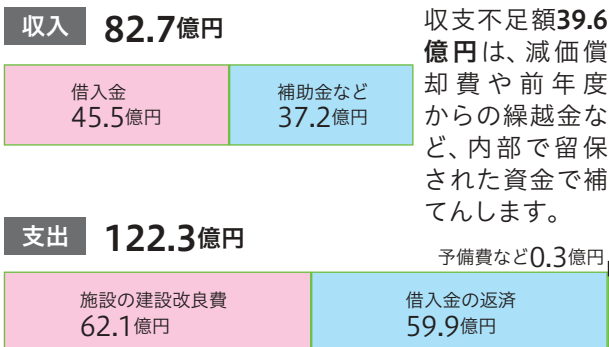 収入 82.7億円
借入金
45.5億円
補助金など
37.2億円
収支不足額39.6
億円は、減価償
却費や前年度
からの繰越金な
ど、内部で留保
された資金で補
てんします。
支出 122.3億円
予備費など0.3億円
施設の建設改良費
62.1億円
借入金の返済
59.9億円